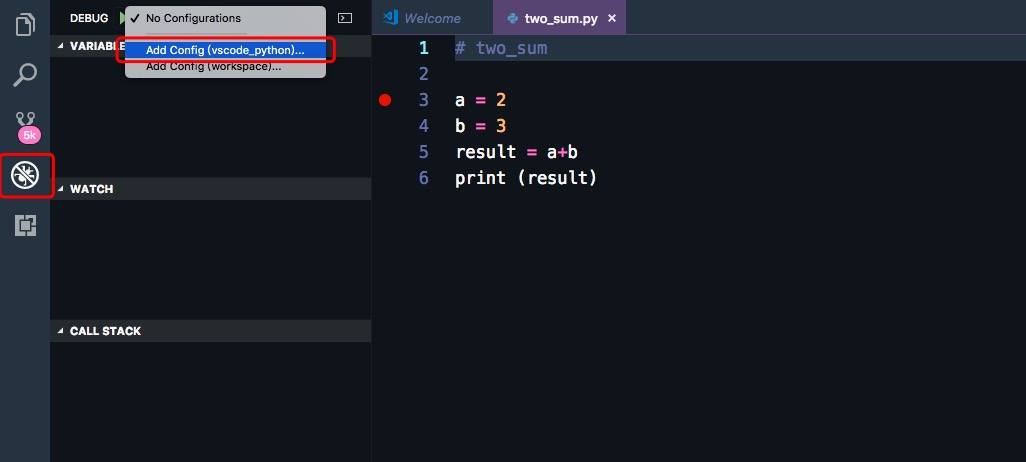 DEBUG
No Configurations
Add Config (vscode_python)...
Add Config (workspace)...
VARIABLE
5k
WATCH
CALL STACK
Welcome
two_sum.py ×
1 # two_sum
2
3 a = 2
4 b = 3
5 result = a+b
6 print (result)